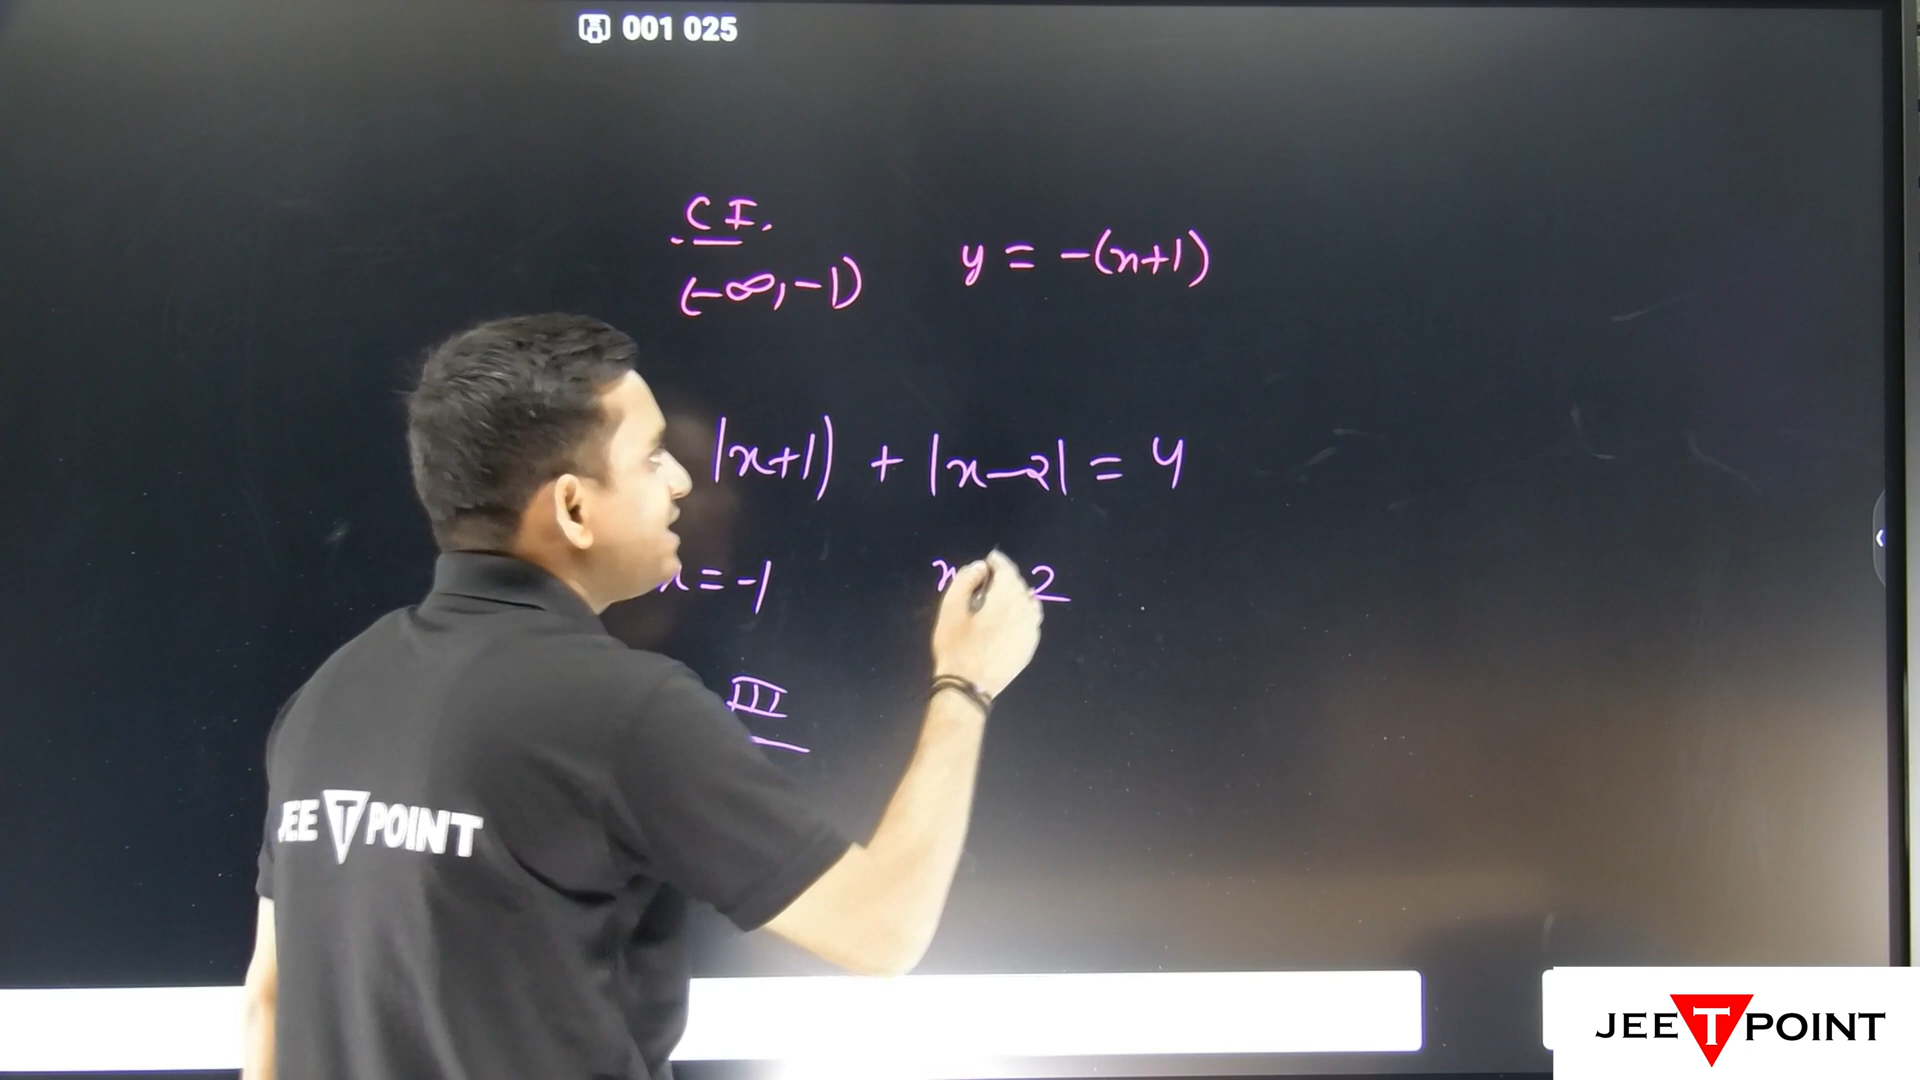 001 025
C I.
(-∞, -1) y = -(x+1)
|x+1| + |x-2| = 4
x = -1 2
III
JEE T POINT
JEE T POINT